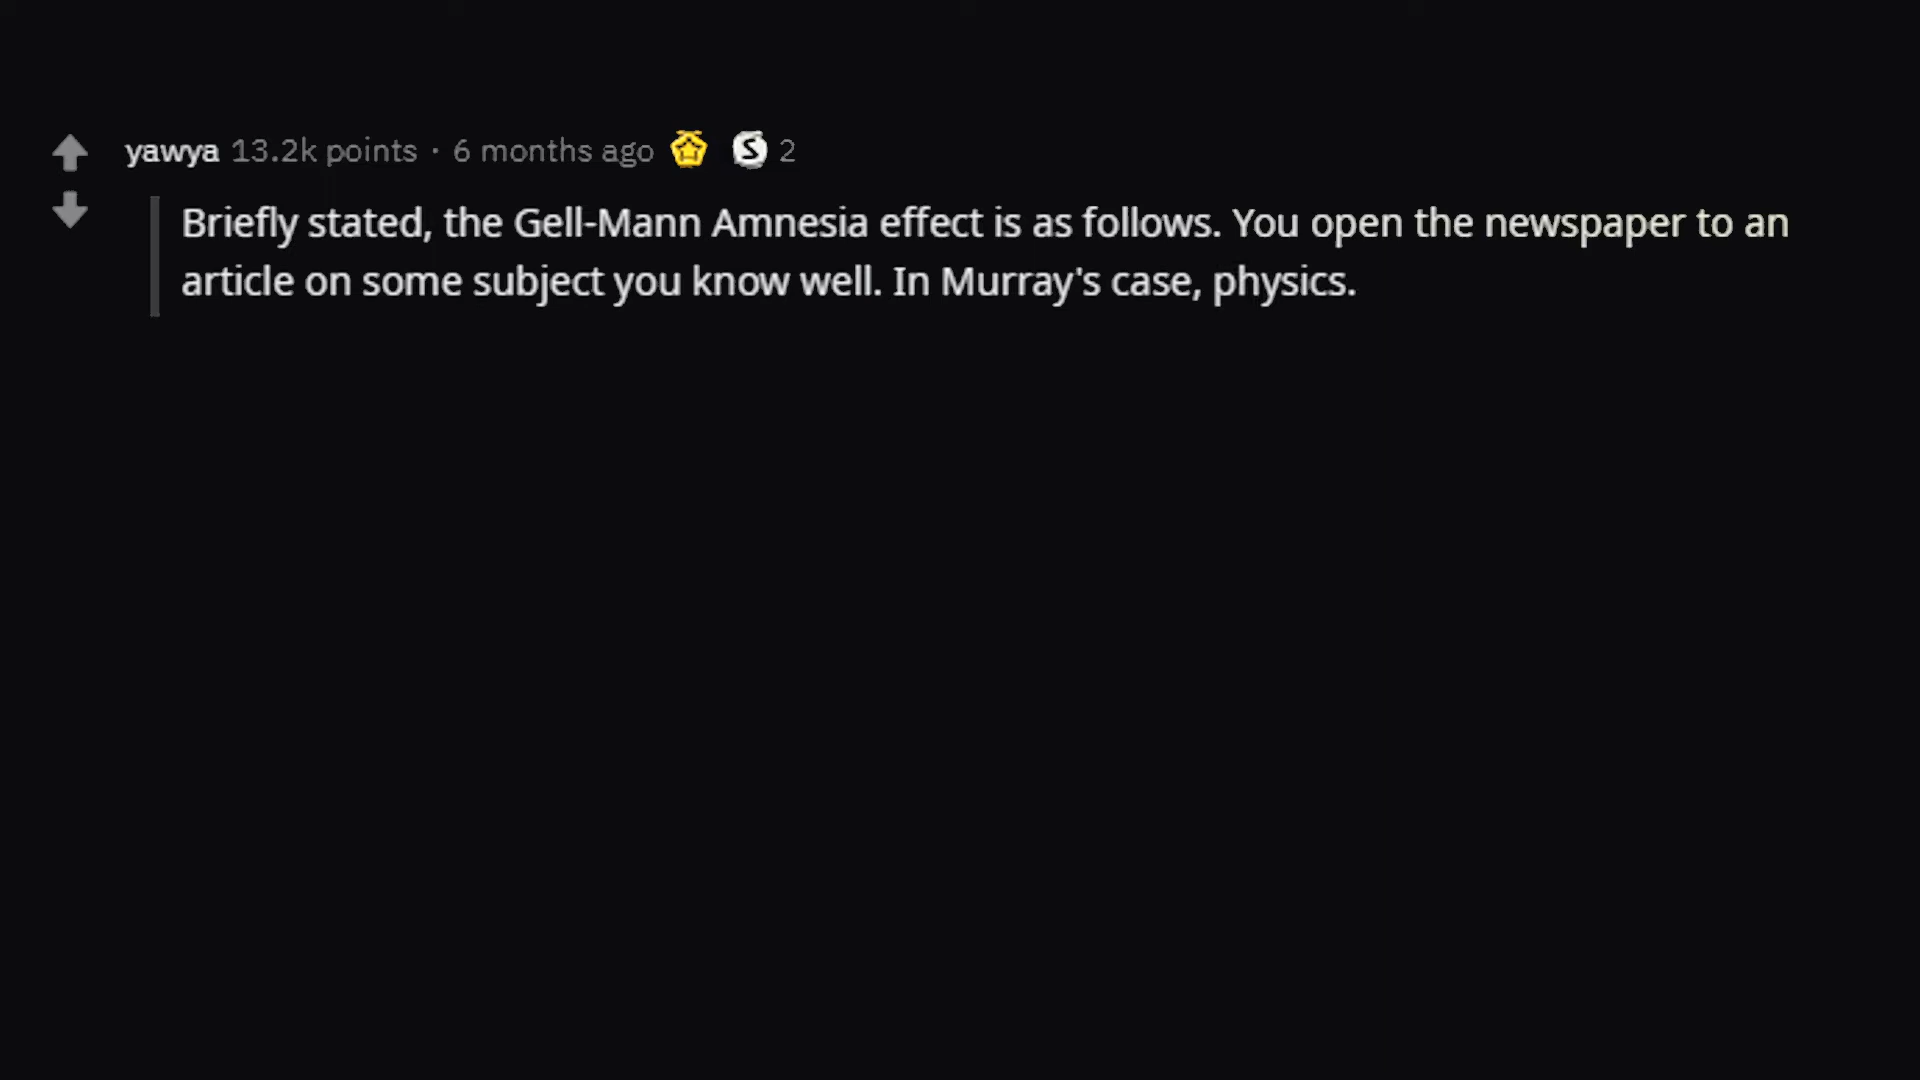 yawya 13.2k points · 6 months ago S 2
Briefly stated, the Gell-Mann Amnesia effect is as follows. You open the newspaper to an
article on some subject you know well. In Murray's case, physics.